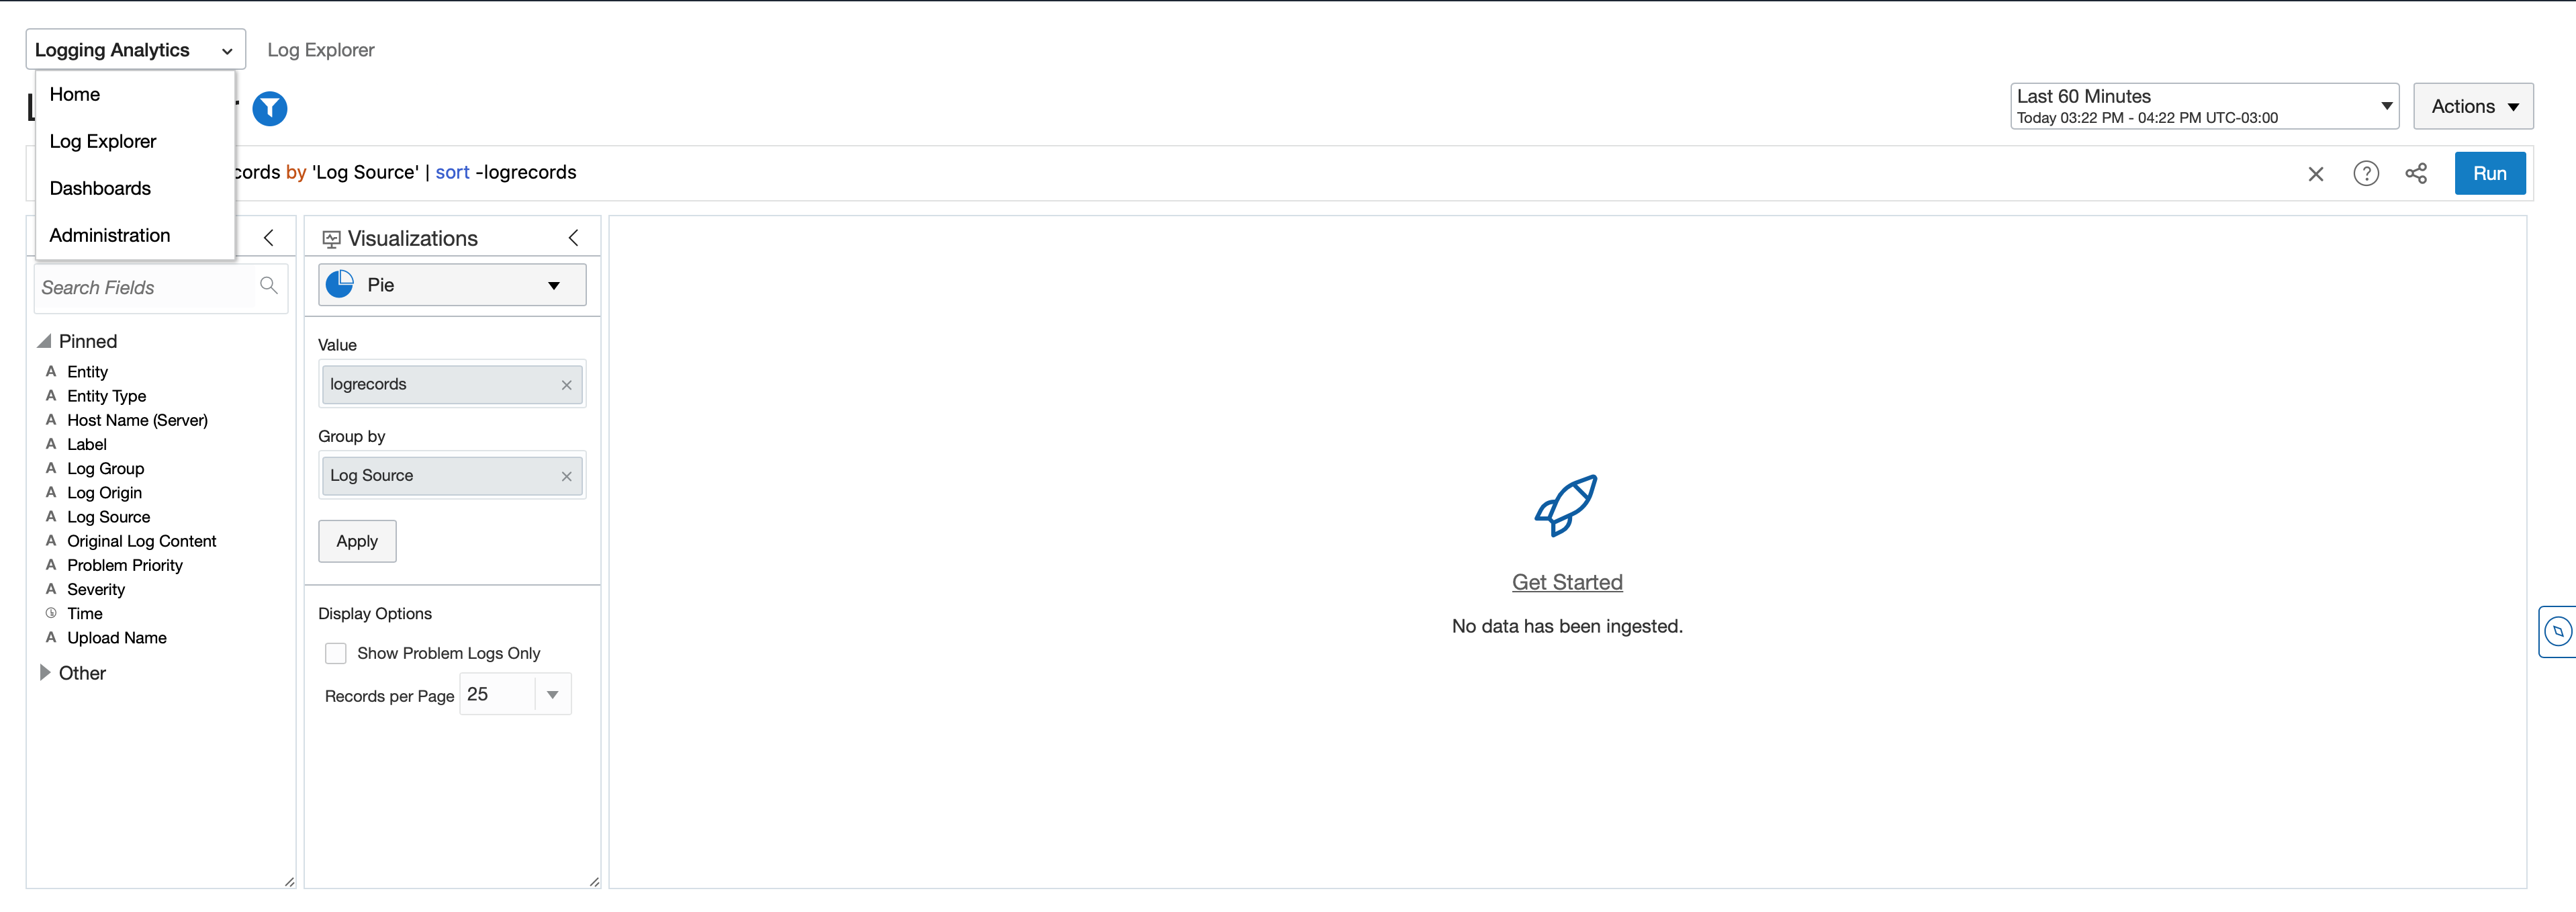 Logging Analytics
Log Explorer
Home
Log Explorer
Dashboards
Administration
Last 60 Minutes
Today 03:22 PM - 04:22 PM UTC-03:00
Actions
by 'Log Source' | sort -logrecords
Run
Search Fields
Pinned
A Entity
A Entity Type
A Host Name (Server)
A Label
A Log Group
A Log Origin
A Log Source
A Original Log Content
A Problem Priority
A Severity
Time
A Upload Name
Other
Visualizations
Pie
Value
logrecords
Group by
Log Source
Apply
Display Options
Show Problem Logs Only
Records per Page 25
Get Started
No data has been ingested.